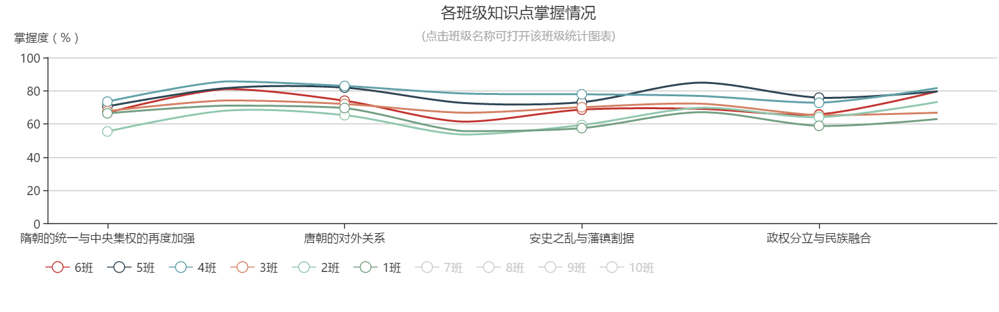 各班级知识点掌握情况
(点击班级名称可打开该班级统计图表)
掌握度（%）
100
80
60
40
20
0
隋朝的统一与中央集权的再度加强 唐朝的对外关系 安史之乱与藩镇割据 政权分立与民族融合
6班 5班 4班 3班 2班 1班 7班 8班 9班 10班